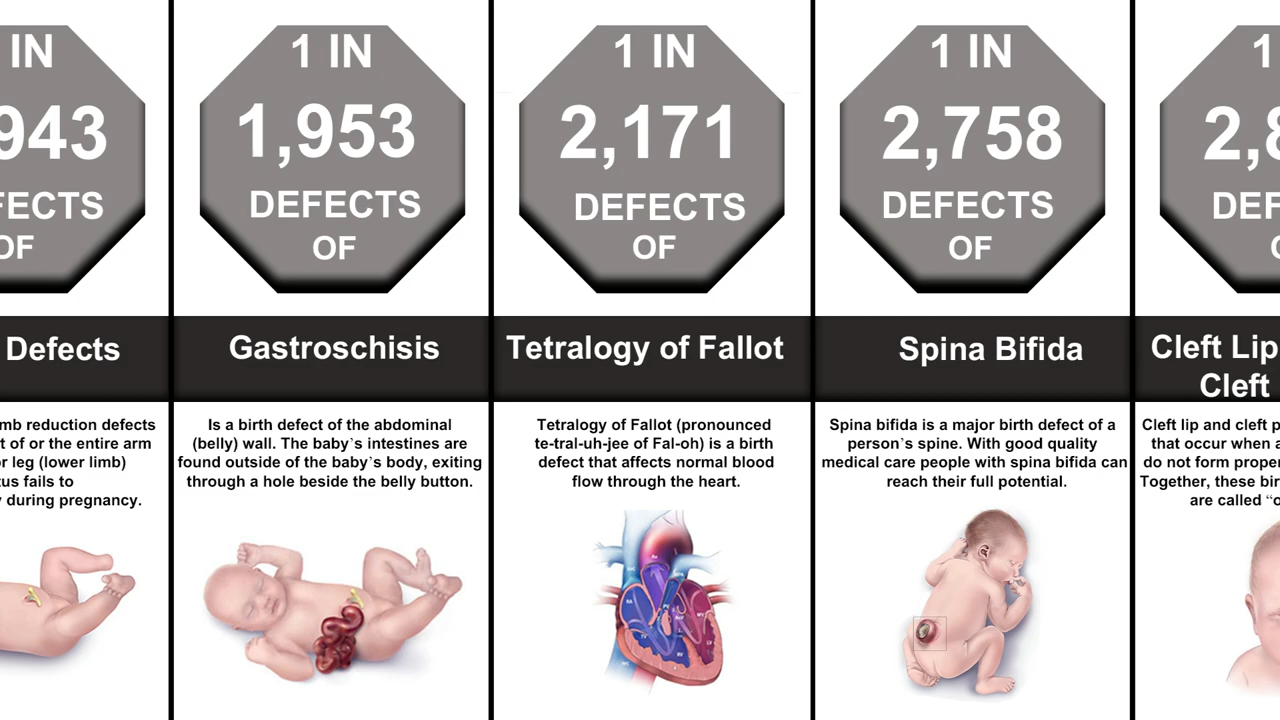 IN
943
DEFECTS
OF
Defects
limb reduction defects
t of or the entire arm
r leg (lower limb)
us fails to
during pregnancy.
1 IN
1,953
DEFECTS
OF
Gastroschisis
Is a birth defect of the abdominal
(belly) wall. The baby’s intestines are
found outside of the baby’s body, exiting
through a hole beside the belly button.
1 IN
2,171
DEFECTS
OF
Tetralogy of Fallot
Tetralogy of Fallot (pronounced
te-tral-uh-jee of Fal-oh) is a birth
defect that affects normal blood
flow through the heart.
1 IN
2,758
DEFECTS
OF
Spina Bifida
Spina bifida is a major birth defect of a
person’s spine. With good quality
medical care people with spina bifida can
reach their full potential.
1
2,8
DEF
Cleft Lip
Cleft
Cleft lip and cleft p
that occur when a
do not form proper
Together, these bir
are called “o